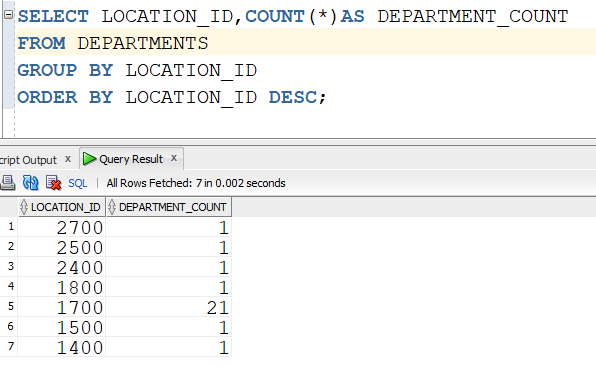 SELECT LOCATION_ID,COUNT(*)AS DEPARTMENT_COUNT
FROM DEPARTMENTS
GROUP BY LOCATION_ID
ORDER BY LOCATION_ID DESC;
cript Output x Query Result x
SQL | All Rows Fetched: 7 in 0.002 seconds
LOCATION_ID DEPARTMENT_COUNT
1 2700 1
2 2500 1
3 2400 1
4 1800 1
5 1700 21
6 1500 1
7 1400 1